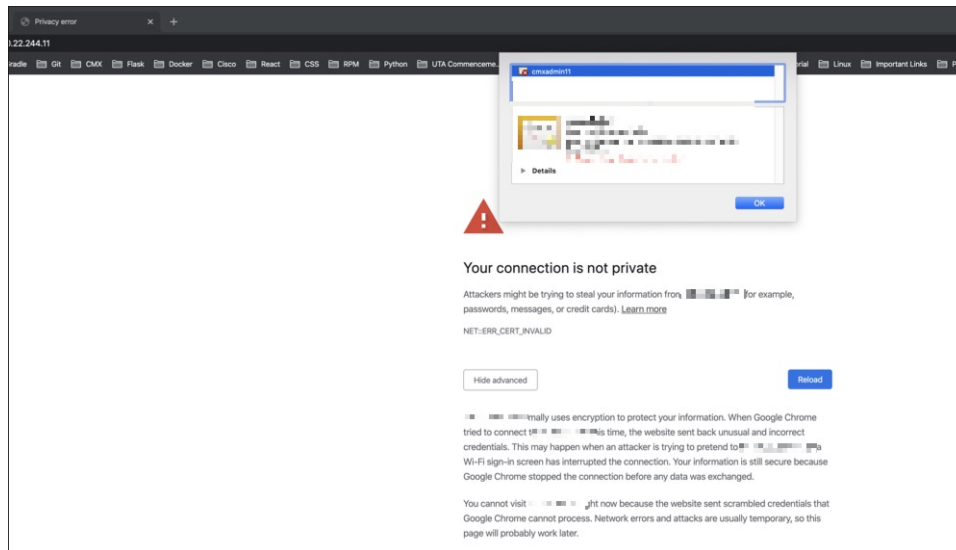 Privacy error
.22.244.11
Git CMX Flask Docker Cisco React CSS RPM Python UTA Commenceme... Linux Important Links
cmxadmin11
Details
OK
Your connection is not private
Attackers might be trying to steal your information from for example,
passwords, messages, or credit cards). Learn more
NET::ERR_CERT_INVALID
Hide advanced
Reload
mally uses encryption to protect your information. When Google Chrome
tried to connect this time, the website sent back unusual and incorrect
credentials. This may happen when an attacker is trying to pretend to a
Wi-Fi sign-in screen has interrupted the connection. Your information is still secure because
Google Chrome stopped the connection before any data was exchanged.
You cannot visit ght now because the website sent scrambled credentials that
Google Chrome cannot process. Network errors and attacks are usually temporary, so this
page will probably work later.